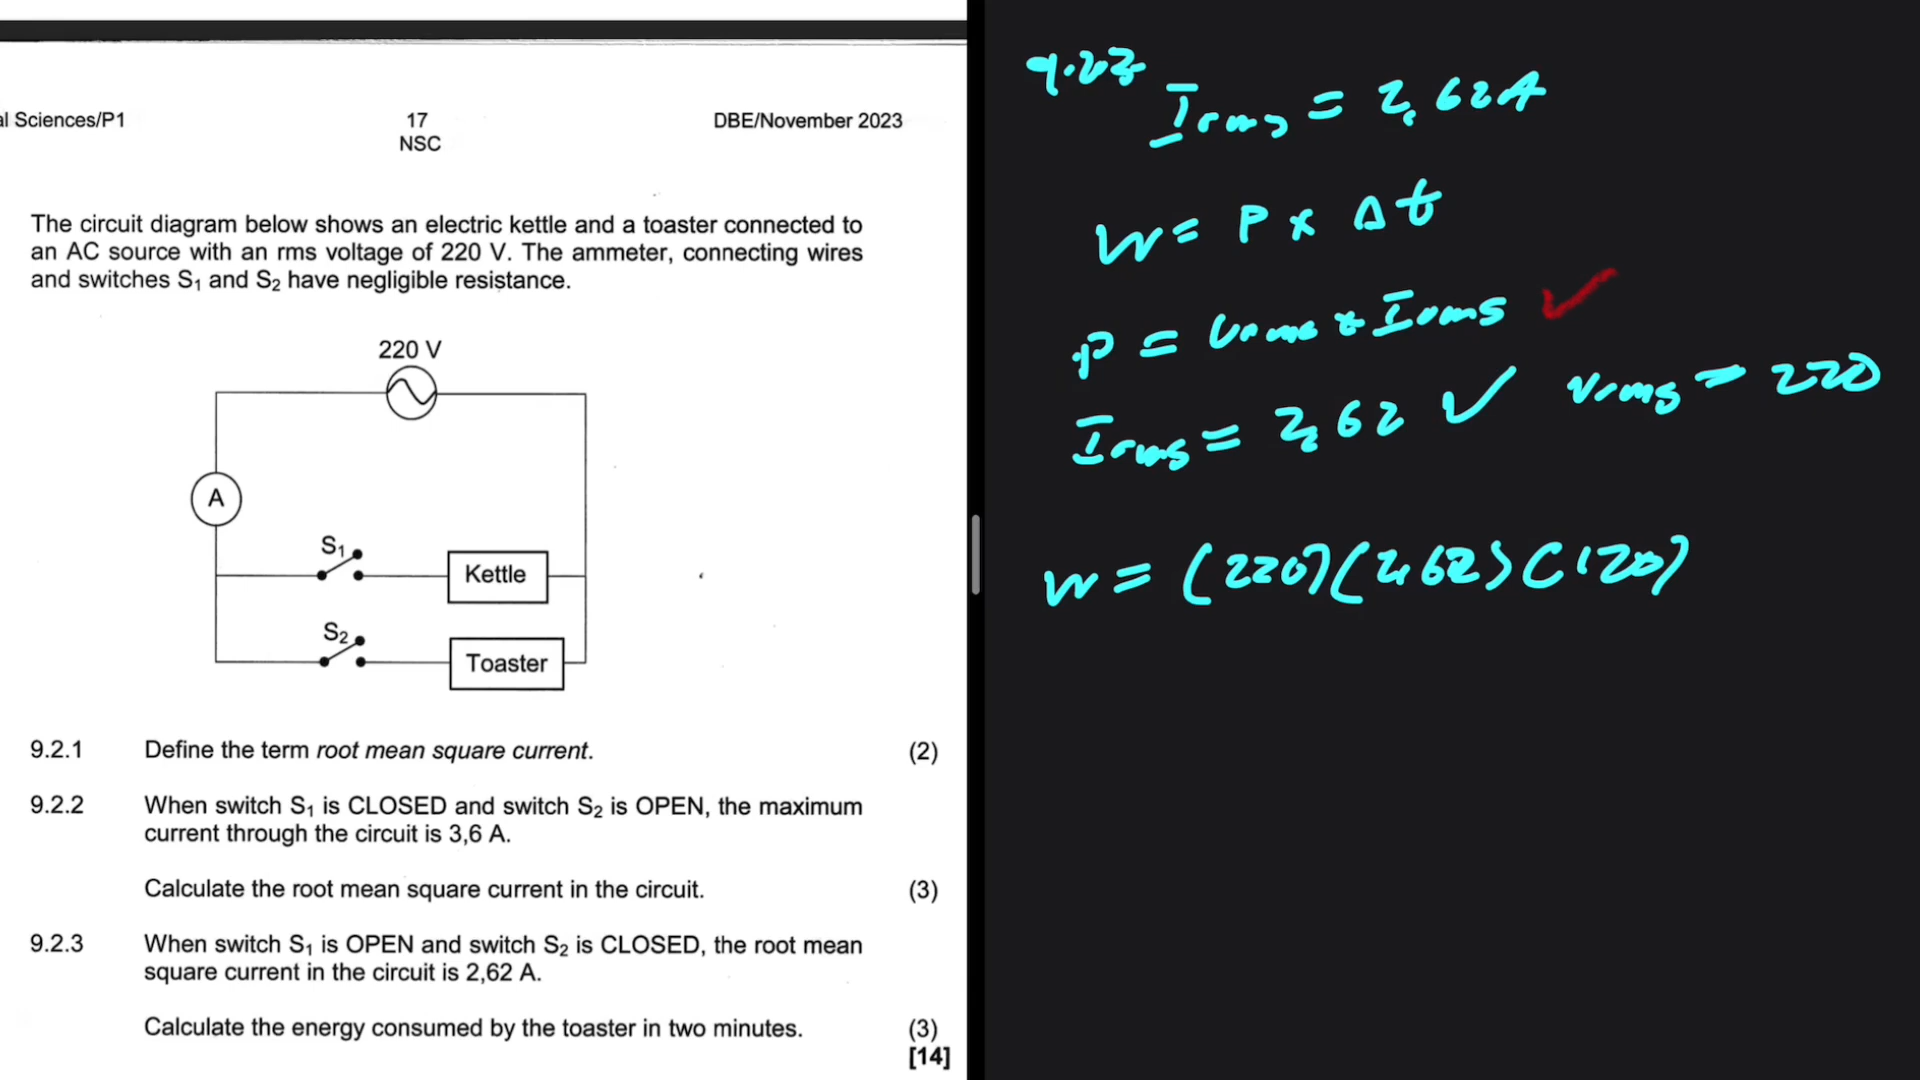 al Sciences/P1
17
NSC
DBE/November 2023
The circuit diagram below shows an electric kettle and a toaster connected to
an AC source with an rms voltage of 220 V. The ammeter, connecting wires
and switches S₁ and S₂ have negligible resistance.
220 V
A
S₁
Kettle
S₂
Toaster
9.2.1 Define the term root mean square current. (2)
9.2.2 When switch S₁ is CLOSED and switch S₂ is OPEN, the maximum
current through the circuit is 3,6 A.
Calculate the root mean square current in the circuit. (3)
9.2.3 When switch S₁ is OPEN and switch S₂ is CLOSED, the root mean
square current in the circuit is 2,62 A.
Calculate the energy consumed by the toaster in two minutes. (3)
[14]
9.23
Irms = 2,62A
W = P × Δt
P = Vrms × Irms ✓
Irms = 2,62 ✓ Vrms = 220
W = (220)(2,62)(120)